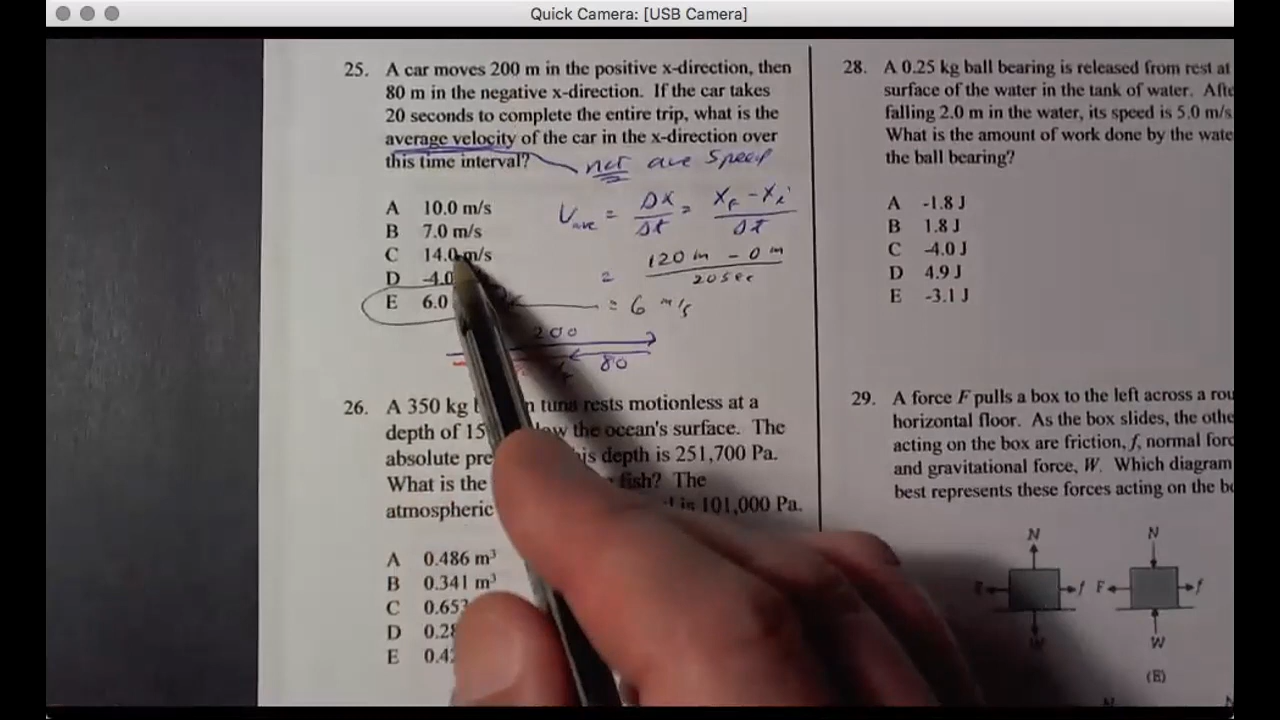 Quick Camera: [USB Camera]
25. A car moves 200 m in the positive x-direction, then
80 m in the negative x-direction. If the car takes
20 seconds to complete the entire trip, what is the
average velocity of the car in the x-direction over
this time interval?
not ave speed
A 10.0 m/s
B 7.0 m/s
C 14.0 m/s
D -4.0
E 6.0
Vave = Δx/Δt = xf - xi/Δt
= 120 m - 0 m/20 sec
= 6 m/s
200
80
26. A 350 kg tuna rests motionless at a
depth of 15 the ocean's surface. The
absolute depth is 251,700 Pa.
What is the fish? The
atmospheric is 101,000 Pa.
A 0.486 m³
B 0.341 m³
C 0.65
D 0.28
E 0.4
28. A 0.25 kg ball bearing is released from rest at
surface of the water in the tank of water.
falling 2.0 m in the water, its speed is 5.0 m/s
What is the amount of work done by the
the ball bearing?
A -1.8 J
B 1.8 J
C -4.0 J
D 4.9 J
E -3.1 J
29. A force F pulls a box to the left across a
horizontal floor. As the box slides, the
acting on the box are friction, f, normal
and gravitational force, W. Which diagram
best represents these forces acting on the
N
f
W
N
F
f
W
(B)